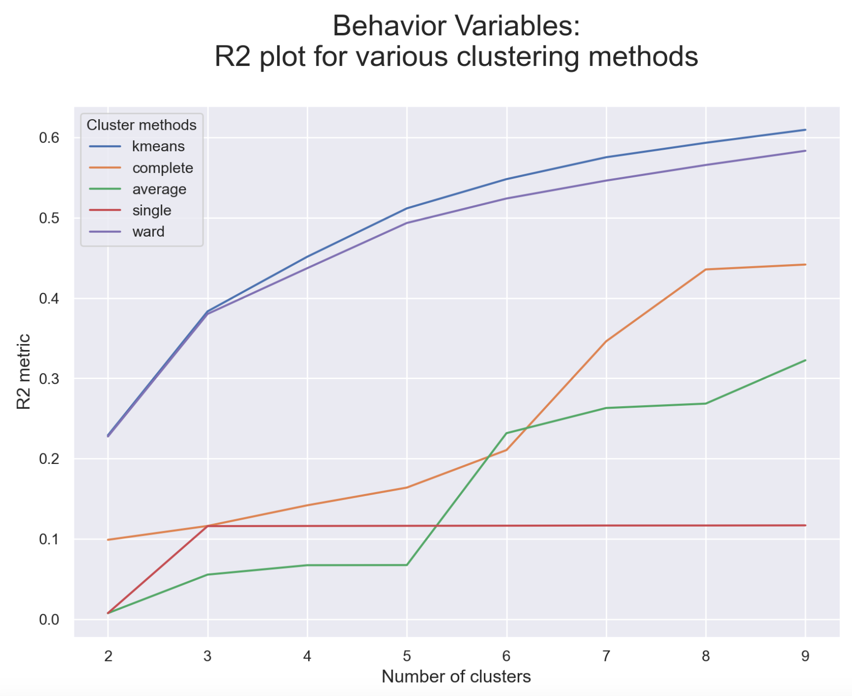 Behavior Variables:
R2 plot for various clustering methods
Cluster methods
kmeans
complete
average
single
ward
0.6
0.5
0.4
0.3
0.2
0.1
0.0
R2 metric
2 3 4 5 6 7 8 9
Number of clusters